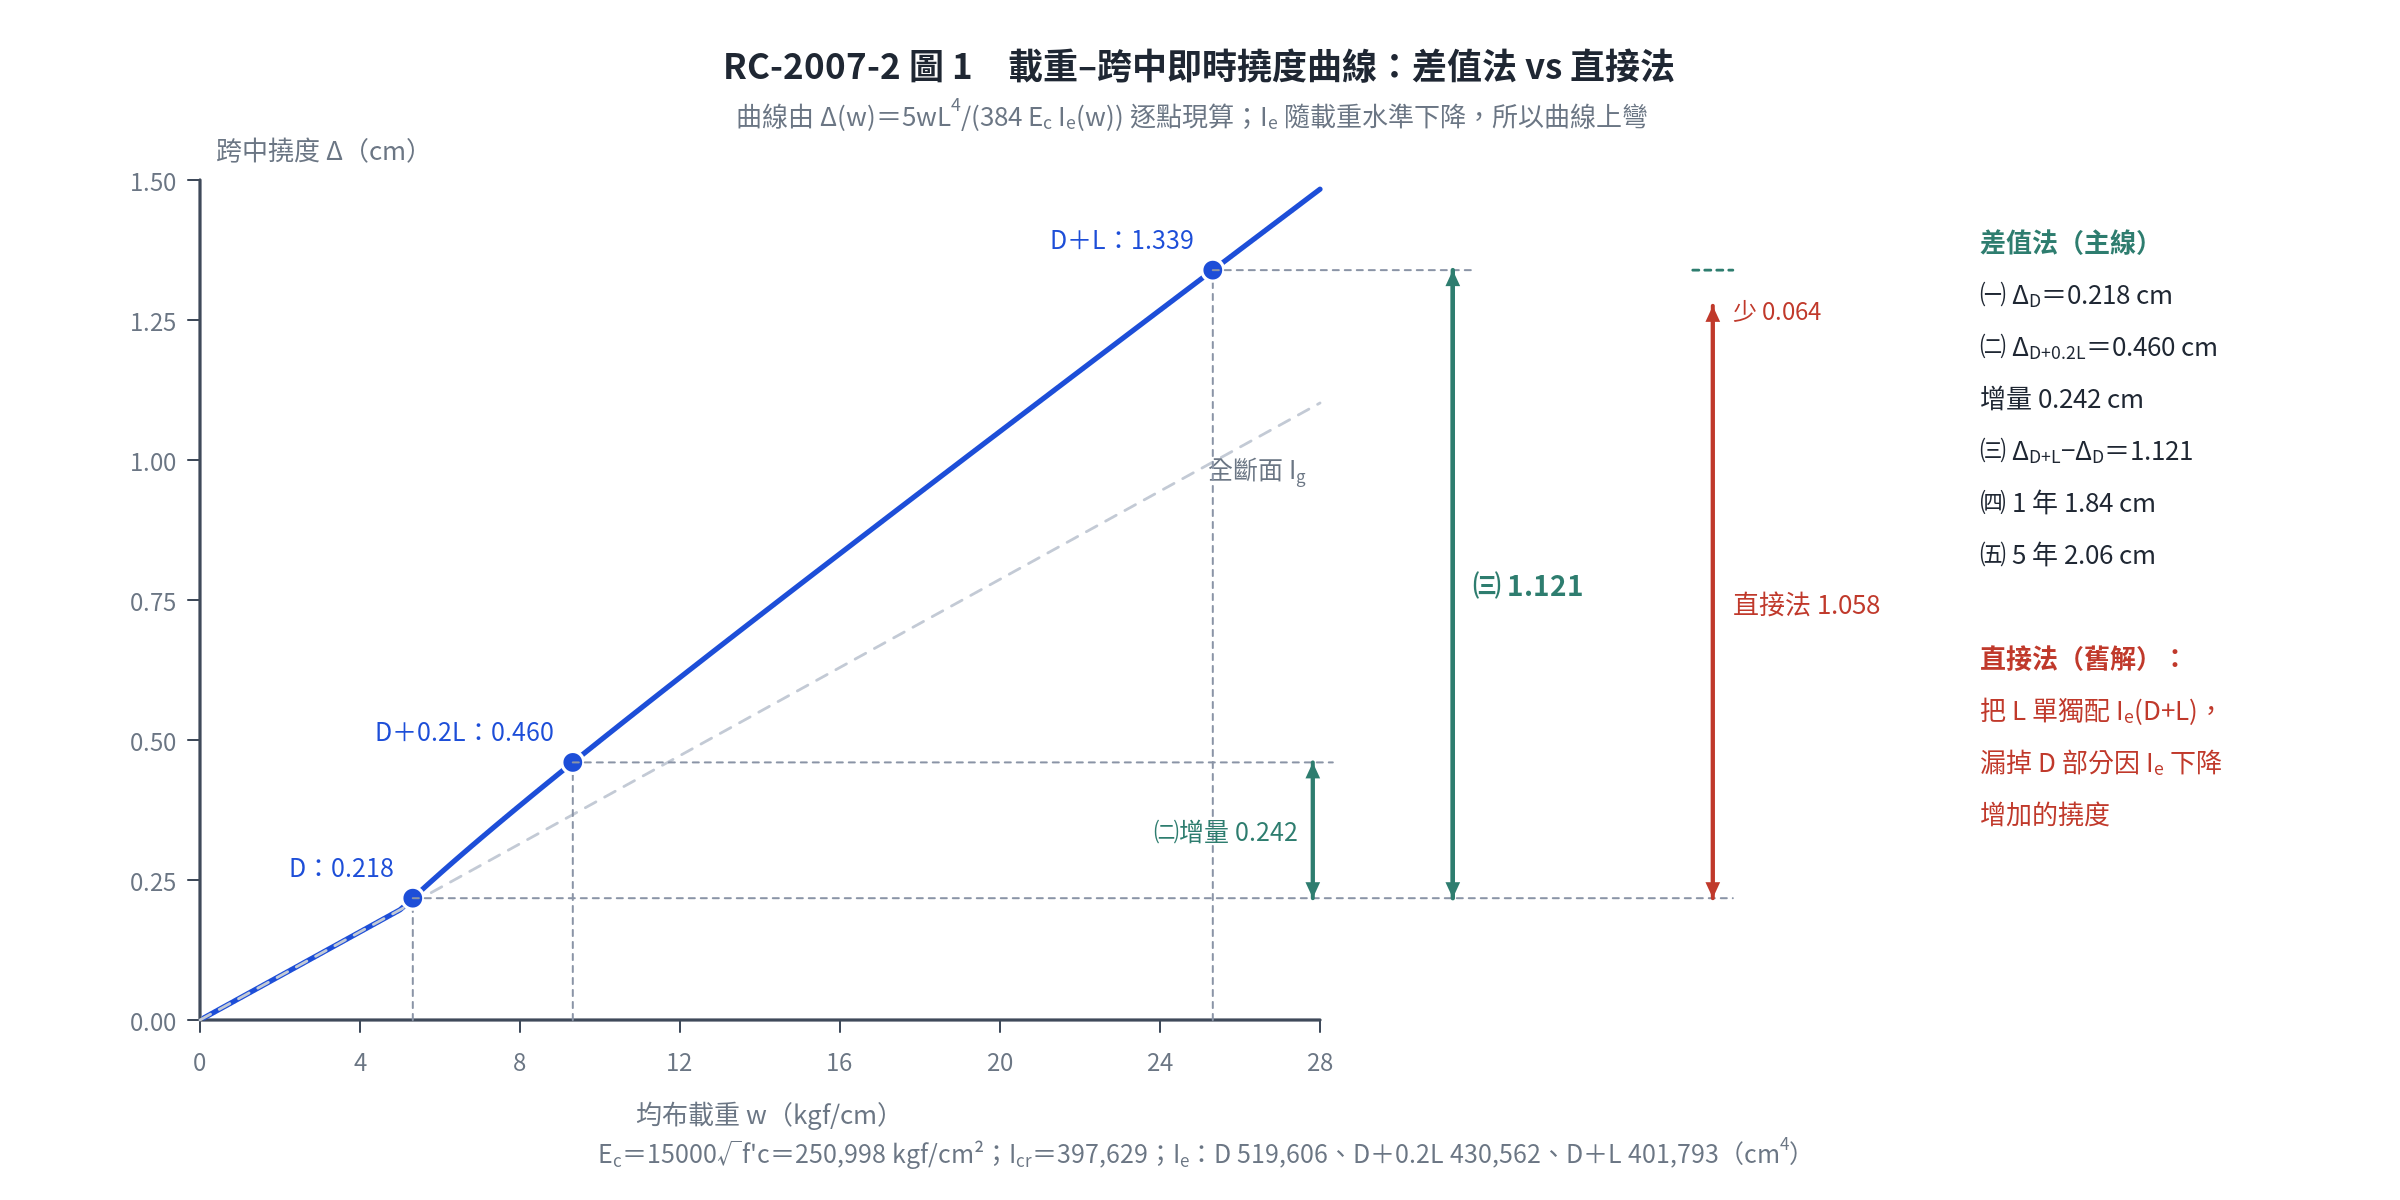 RC-2007-2 圖 1　載重–跨中即時撓度曲線：差值法 vs 直接法
曲線由 Δ(w)＝5wL⁴/(384 E꜀ Iₑ(w)) 逐點現算；Iₑ 隨載重水準下降，所以曲線上彎
跨中撓度 Δ（cm）
1.50
1.25
1.00
0.75
0.50
0.25
0.00
0 4 8 12 16 20 24 28
均布載重 w（kgf/cm）
D＋L：1.339
D＋0.2L：0.460
D：0.218
全斷面 Ig
㈡增量 0.242
㈢ 1.121
少 0.064
直接法 1.058
差值法（主線）
㈠ ΔD＝0.218 cm
㈡ ΔD+0.2L＝0.460 cm
增量 0.242 cm
㈢ ΔD+L−ΔD＝1.121
㈣ 1 年 1.84 cm
㈤ 5 年 2.06 cm
直接法（舊解）：
把 L 單獨配 Iₑ(D+L)，
漏掉 D 部分因 Iₑ 下降
增加的撓度
Ec＝15000√f'c＝250,998 kgf/cm²；Icr＝397,629；Iₑ：D 519,606、D＋0.2L 430,562、D＋L 401,793（cm⁴）